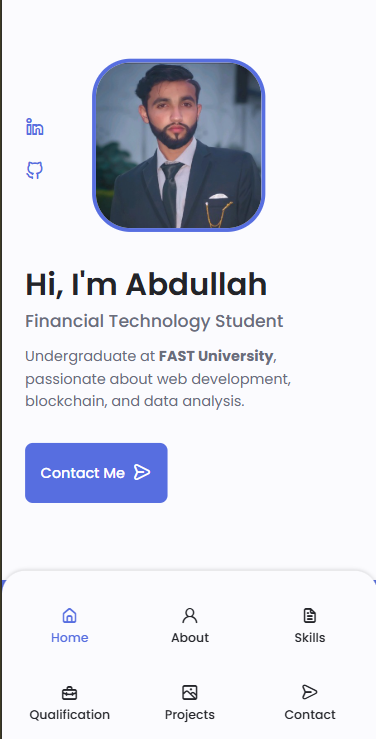 Hi, I'm Abdullah
Financial Technology Student
Undergraduate at FAST University,
passionate about web development,
blockchain, and data analysis.
Contact Me
Home About Skills
Qualification Projects Contact